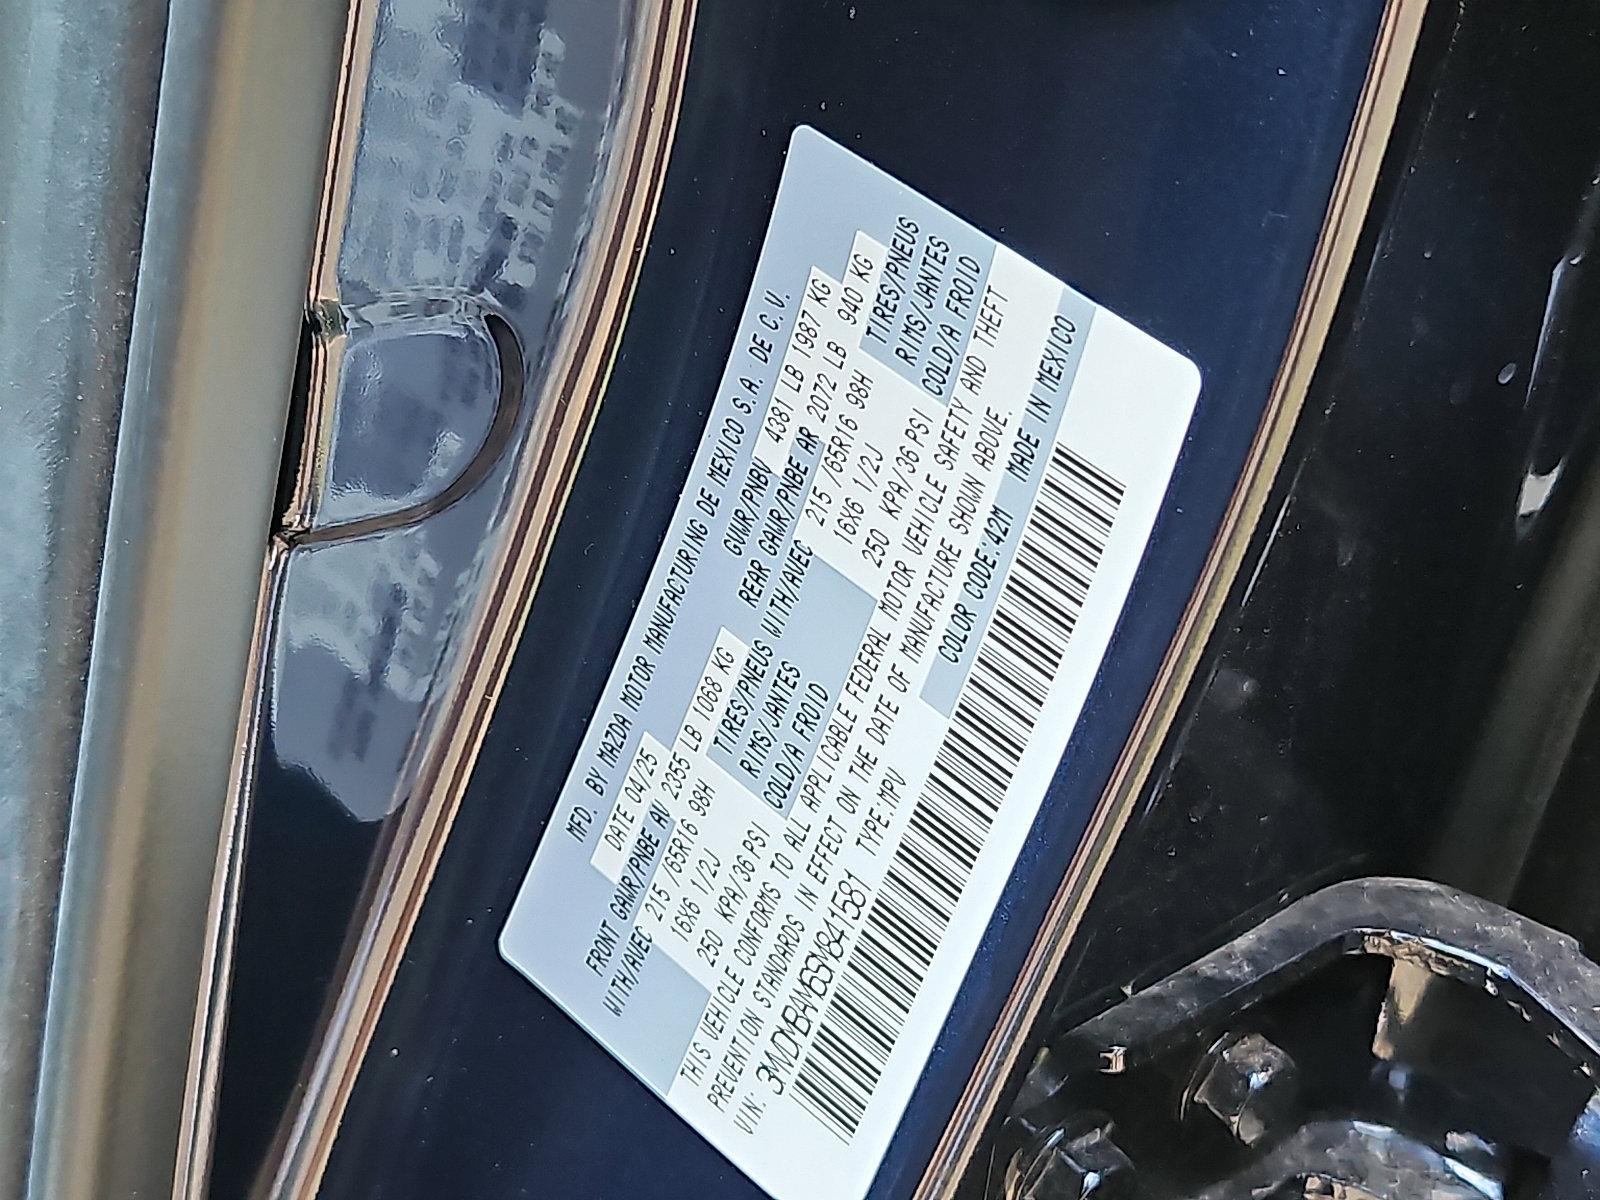 MFD. BY MAZDA MOTOR MANUFACTURING DE MEXICO S.A. DE C.V.
DATE 04/25 GVWR/PNBV 4381 LB 1987 KG
FRONT GAWR/PNBE AV 2355 LB 1068 KG REAR GAWR/PNBE AR 2072 LB 940 KG
WITH/AVEC 215 /65R16 98H TIRES/PNEUS WITH/AVEC 215 /65R16 98H TIRES/PNEUS
16X6 1/2J RIMS/JANTES 16X6 1/2J RIMS/JANTES
250 KPA/36 PSI COLD/A FROID 250 KPA/36 PSI COLD/A FROID
THIS VEHICLE CONFORMS TO ALL APPLICABLE FEDERAL MOTOR VEHICLE SAFETY AND THEFT
PREVENTION STANDARDS IN EFFECT ON THE DATE OF MANUFACTURE SHOWN ABOVE.
VIN: 3MVDMBAM6SM841581 TYPE:MPV COLOR CODE:42M MADE IN MEXICO